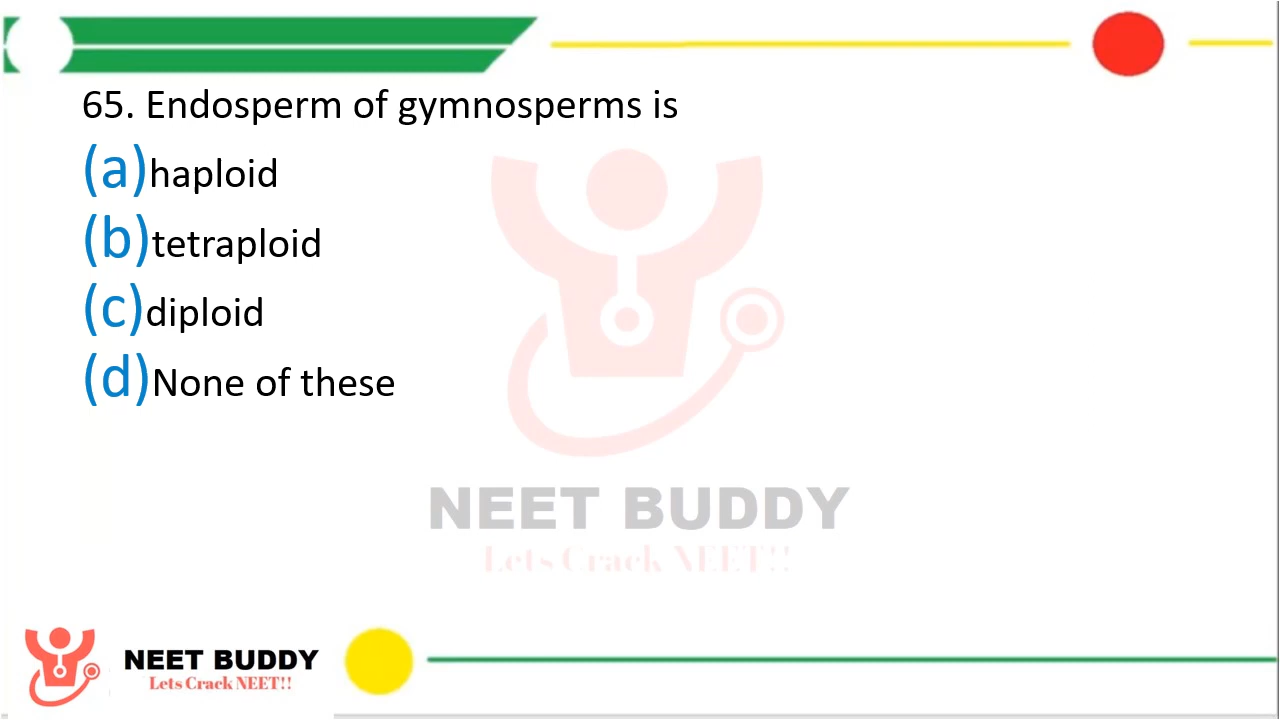 65. Endosperm of gymnosperms is
(a)haploid
(b)tetraploid
(c)diploid
(d)None of these
NEET BUDDY
Lets Crack NEET!!
NEET BUDDY
Lets Crack NEET!!